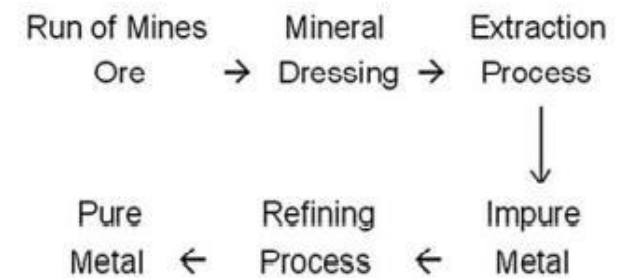 Run of Mines Mineral Extraction
Ore → Dressing → Process
↓
Pure Refining Impure
Metal ← Process ← Metal